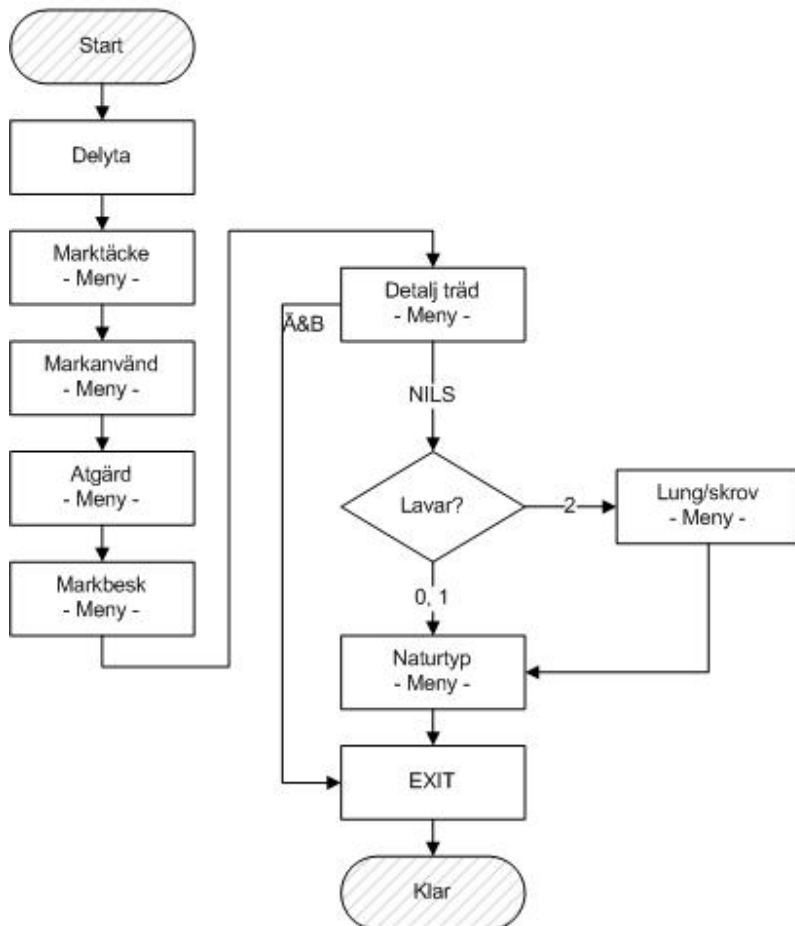 Start
Delyta
Marktäcke
- Meny -
Markanvänd
- Meny -
Atgärd
- Meny -
Markbesk
- Meny -
Detalj träd
- Meny -
Ä&B
NILS
Lavar?
2
Lung/skrov
- Meny -
0, 1
Naturtyp
- Meny -
EXIT
Klar